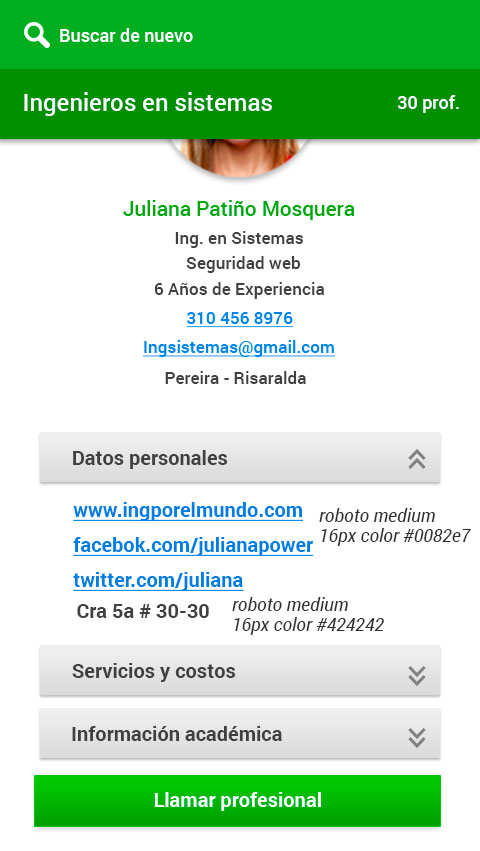 Buscar de nuevo
Ingenieros en sistemas 30 prof.
Juliana Patiño Mosquera
Ing. en Sistemas
Seguridad web
6 Años de Experiencia
310 456 8976
Ingsistemas@gmail.com
Pereira - Risaralda
Datos personales
www.ingporelmundo.com
roboto medium
16px color #0082e7
facebok.com/julianapower
twitter.com/juliana
Cra 5a # 30-30
roboto medium
16px color #424242
Servicios y costos
Información académica
Llamar profesional